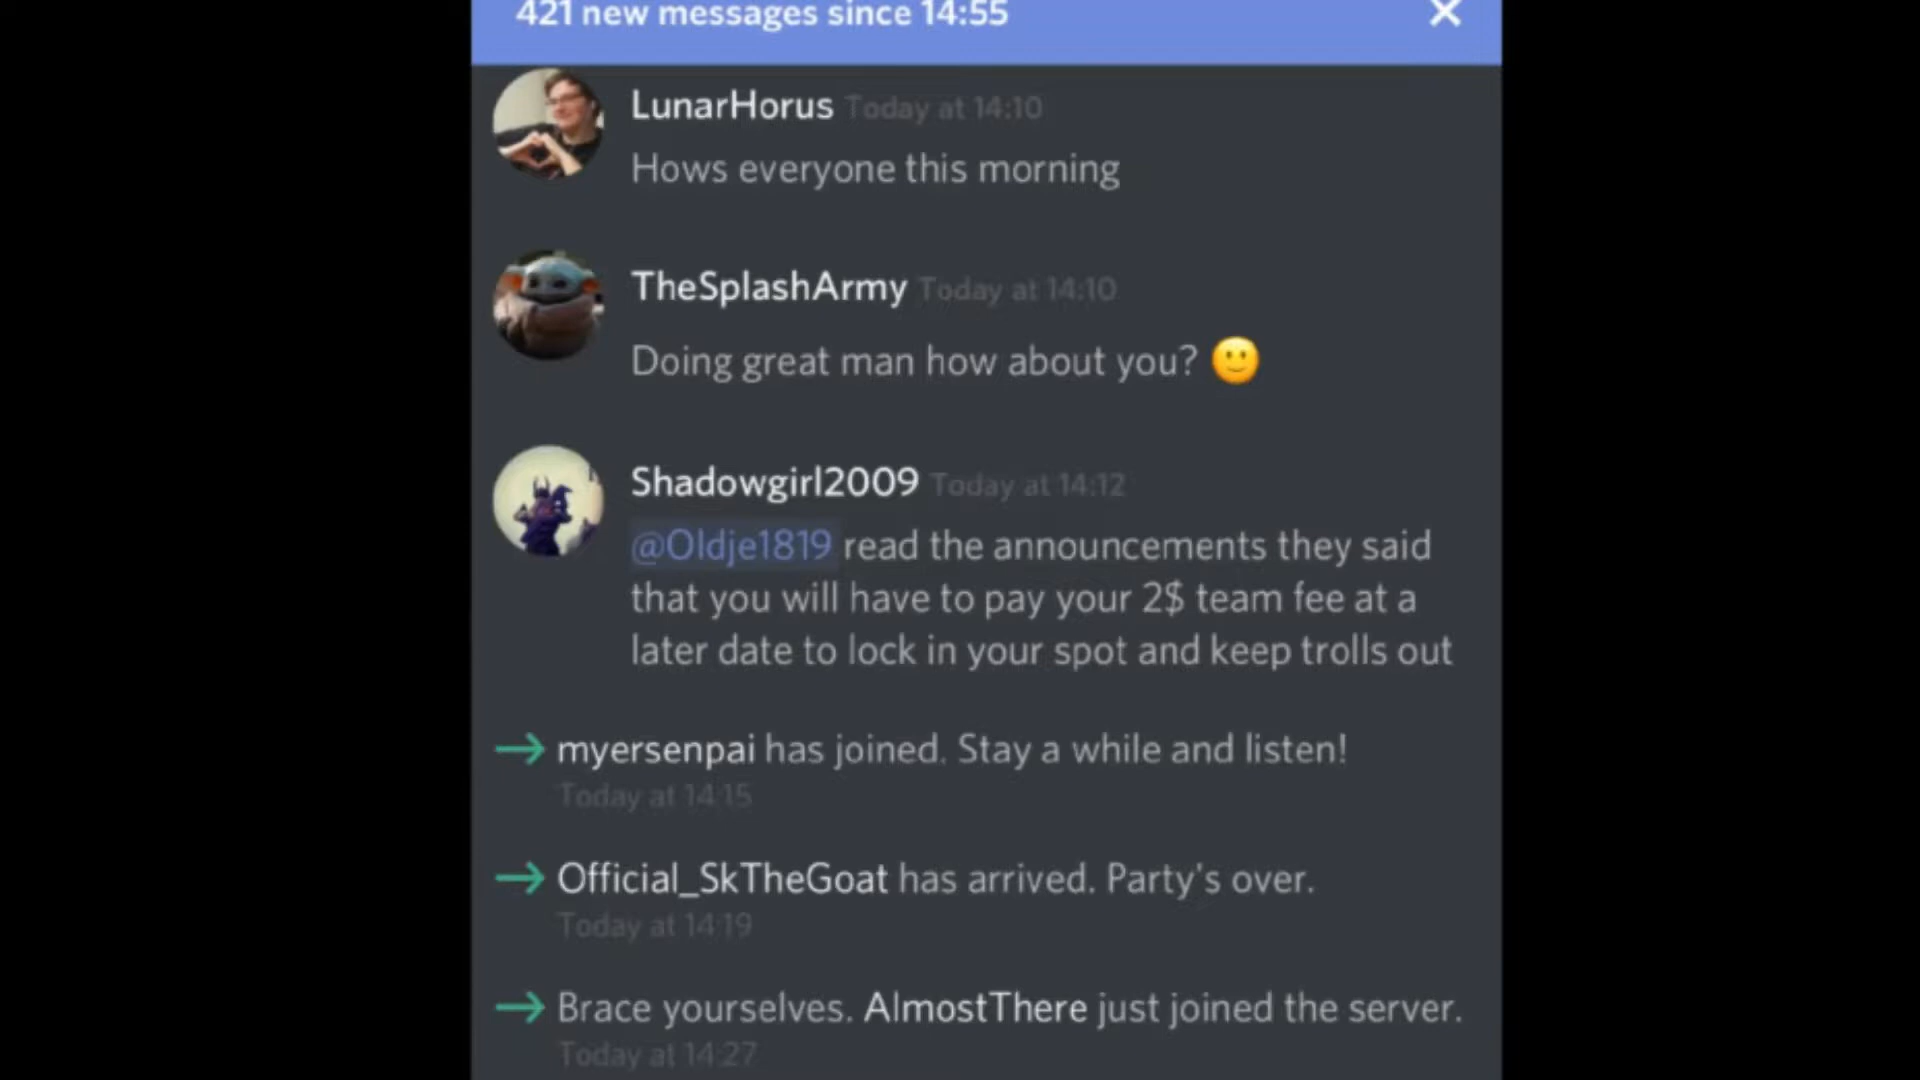 421 new messages since 14:55
LunarHorus Today at 14:10
Hows everyone this morning
TheSplashArmy Today at 14:10
Doing great man how about you? 🙂
Shadowgirl2009 Today at 14:12
@Oldje1819 read the announcements they said
that you will have to pay your 2$ team fee at a
later date to lock in your spot and keep trolls out
myersenpai has joined. Stay a while and listen!
Today at 14:15
Official_SkTheGoat has arrived. Party's over.
Today at 14:19
Brace yourselves. AlmostThere just joined the server.
Today at 14:27